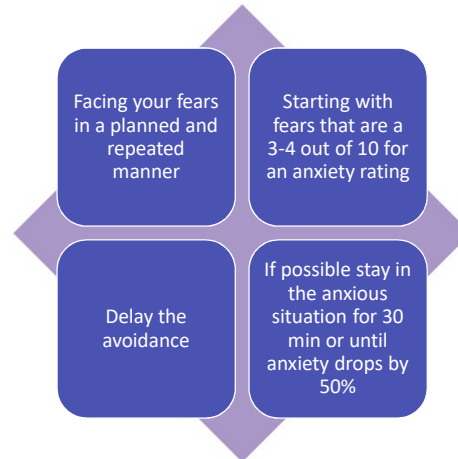 Facing your fears
in a planned and
repeated
manner
Starting with
fears that are a
3-4 out of 10 for
an anxiety rating
Delay the
avoidance
If possible stay in
the anxious
situation for 30
min or until
anxiety drops by
50%